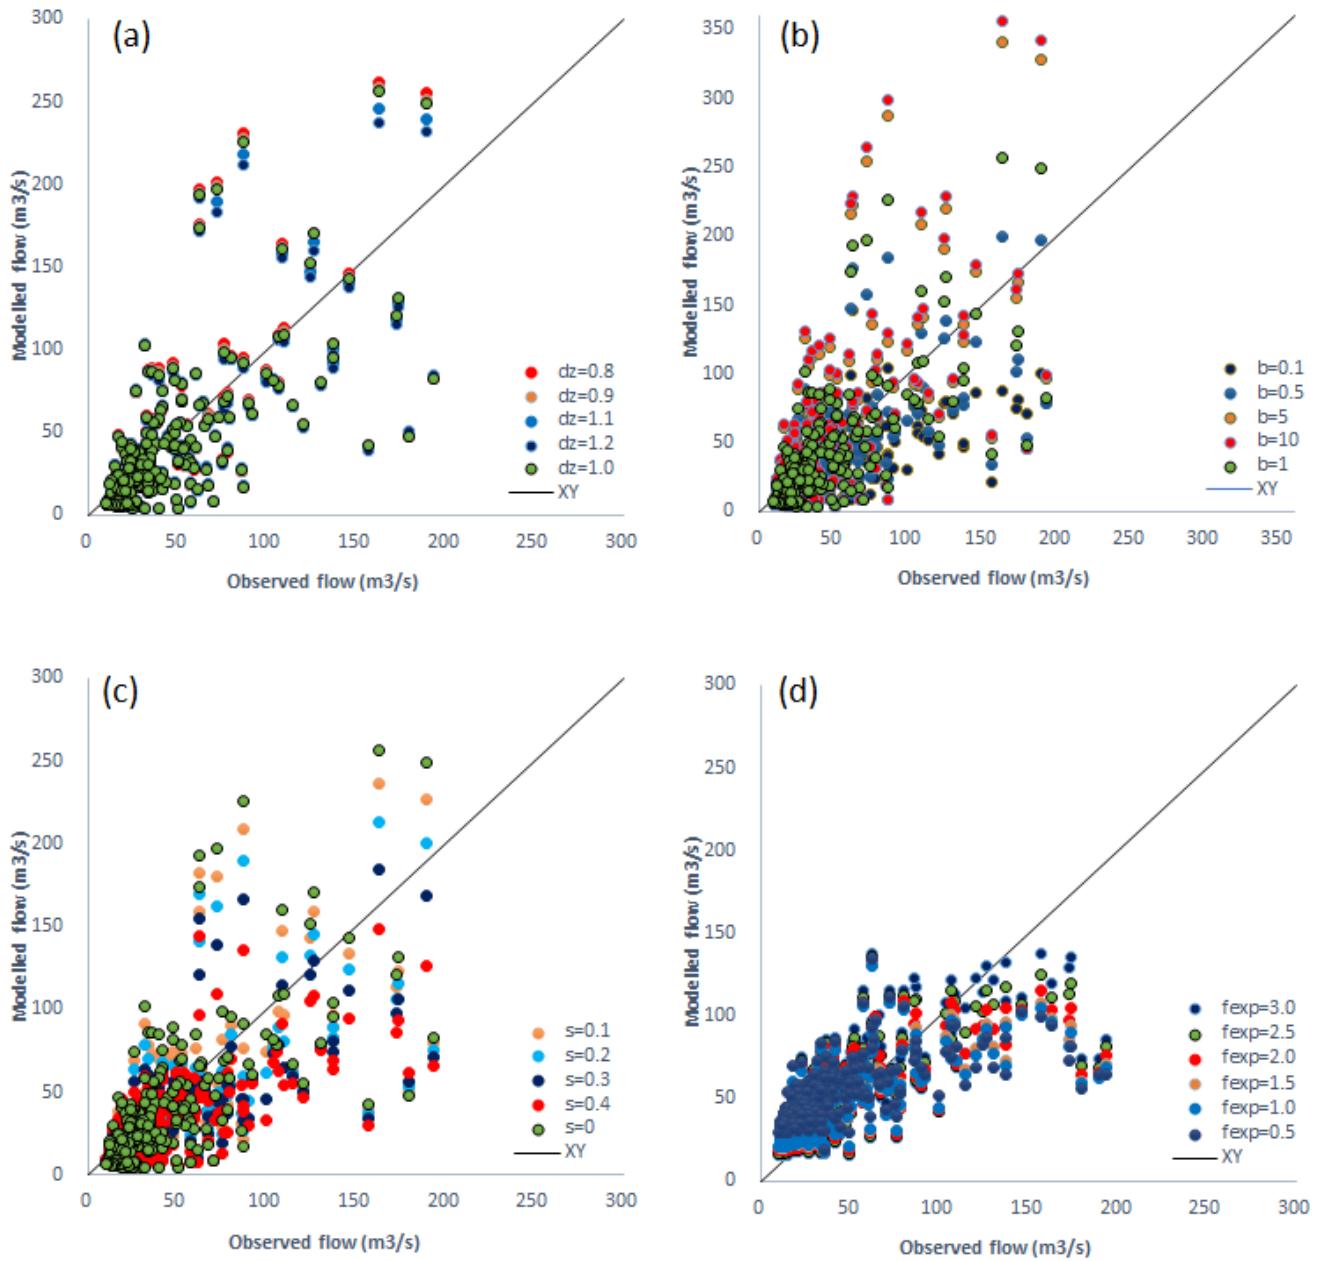 (a)
300
250
200
150
100
50
0
Modelled flow (m3/s)
dz=0.8
dz=0.9
dz=1.1
dz=1.2
dz=1.0
XY
0 50 100 150 200 250 300
Observed flow (m3/s)
(b)
350
300
250
200
150
100
50
0
Modelled flow (m3/s)
b=0.1
b=0.5
b=5
b=10
b=1
XY
0 50 100 150 200 250 300 350
Observed flow (m3/s)
(c)
300
250
200
150
100
50
0
Modelled flow (m3/s)
s=0.1
s=0.2
s=0.3
s=0.4
s=0
XY
0 50 100 150 200 250 300
Observed flow (m3/s)
(d)
300
250
200
150
100
50
0
Modelled flow (m3/s)
fexp=3.0
fexp=2.5
fexp=2.0
fexp=1.5
fexp=1.0
fexp=0.5
XY
0 50 100 150 200 250 300
Observed flow (m3/s)